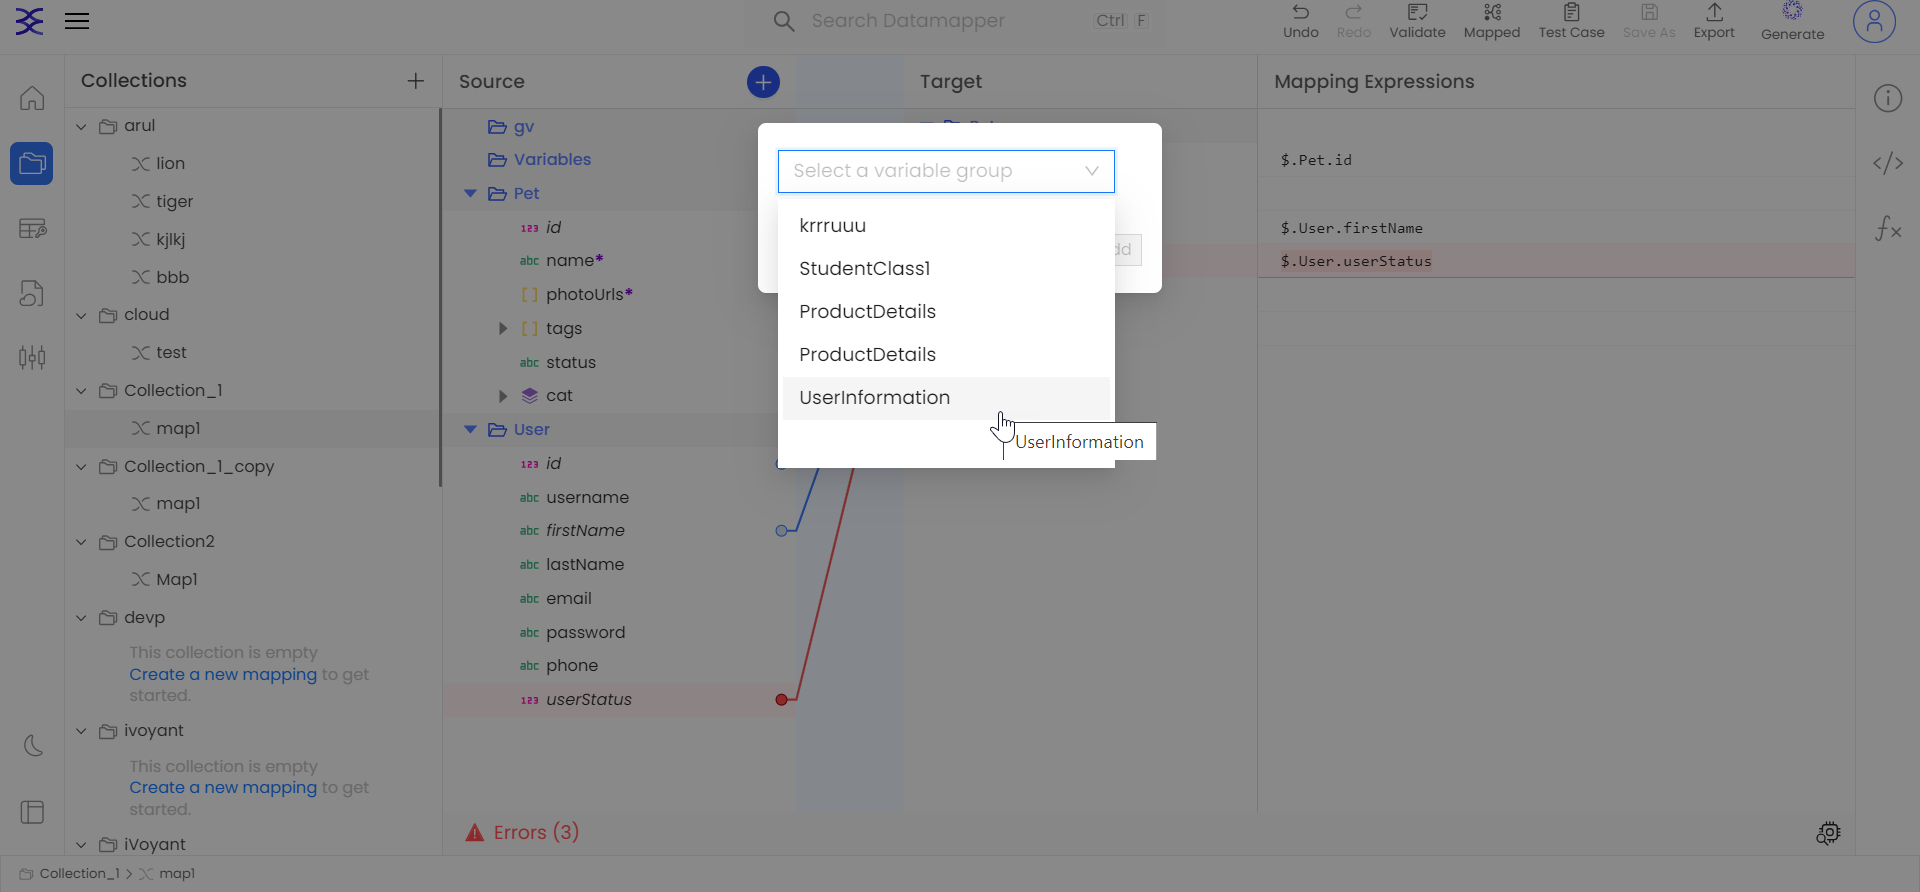 Search Datamapper
Ctrl F
Undo
Redo
Validate
Mapped
Test Case
Save As
Export
Generate
Collections
arul
lion
tiger
kjlkj
bbb
cloud
test
Collection_1
map1
Collection_1_copy
map1
Collection2
Map1
devp
This collection is empty
Create a new mapping to get
started.
ivoyant
This collection is empty
Create a new mapping to get
started.
iVoyant
Source
gv
Variables
Pet
123 id
abc name*
[ ] photoUrls*
[ ] tags
abc status
cat
User
123 id
abc username
abc firstName
abc lastName
abc email
abc password
abc phone
123 userStatus
Errors (3)
Target
Select a variable group
krrruuu
StudentClass1
ProductDetails
ProductDetails
UserInformation
UserInformation
Mapping Expressions
$.Pet.id
$.User.firstName
$.User.userStatus
Collection_1 > map1